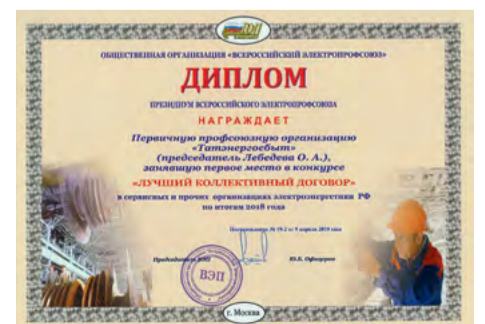 ОБЩЕСТВЕННАЯ ОРГАНИЗАЦИЯ «ВСЕРОССИЙСКИЙ ЭЛЕКТРОПРОФСОЮЗ»
ДИПЛОМ
ПРЕЗИДИУМ ВСЕРОССИЙСКОГО ЭЛЕКТРОПРОФСОЮЗА
НАГРАЖДАЕТ
Первичную профсоюзную организацию
«Татэнергосбыт»
(председатель Лебедева О. А.),
занявшую первое место в конкурсе
«ЛУЧШИЙ КОЛЛЕКТИВНЫЙ ДОГОВОР»
в сервисных и прочих организациях электроэнергетики РФ
по итогам 2018 года
Постановление № 19-2 от 9 апреля 2019 года
Председатель ВЭП Ю.Б. Офицеров
ВЭП
г. Москва